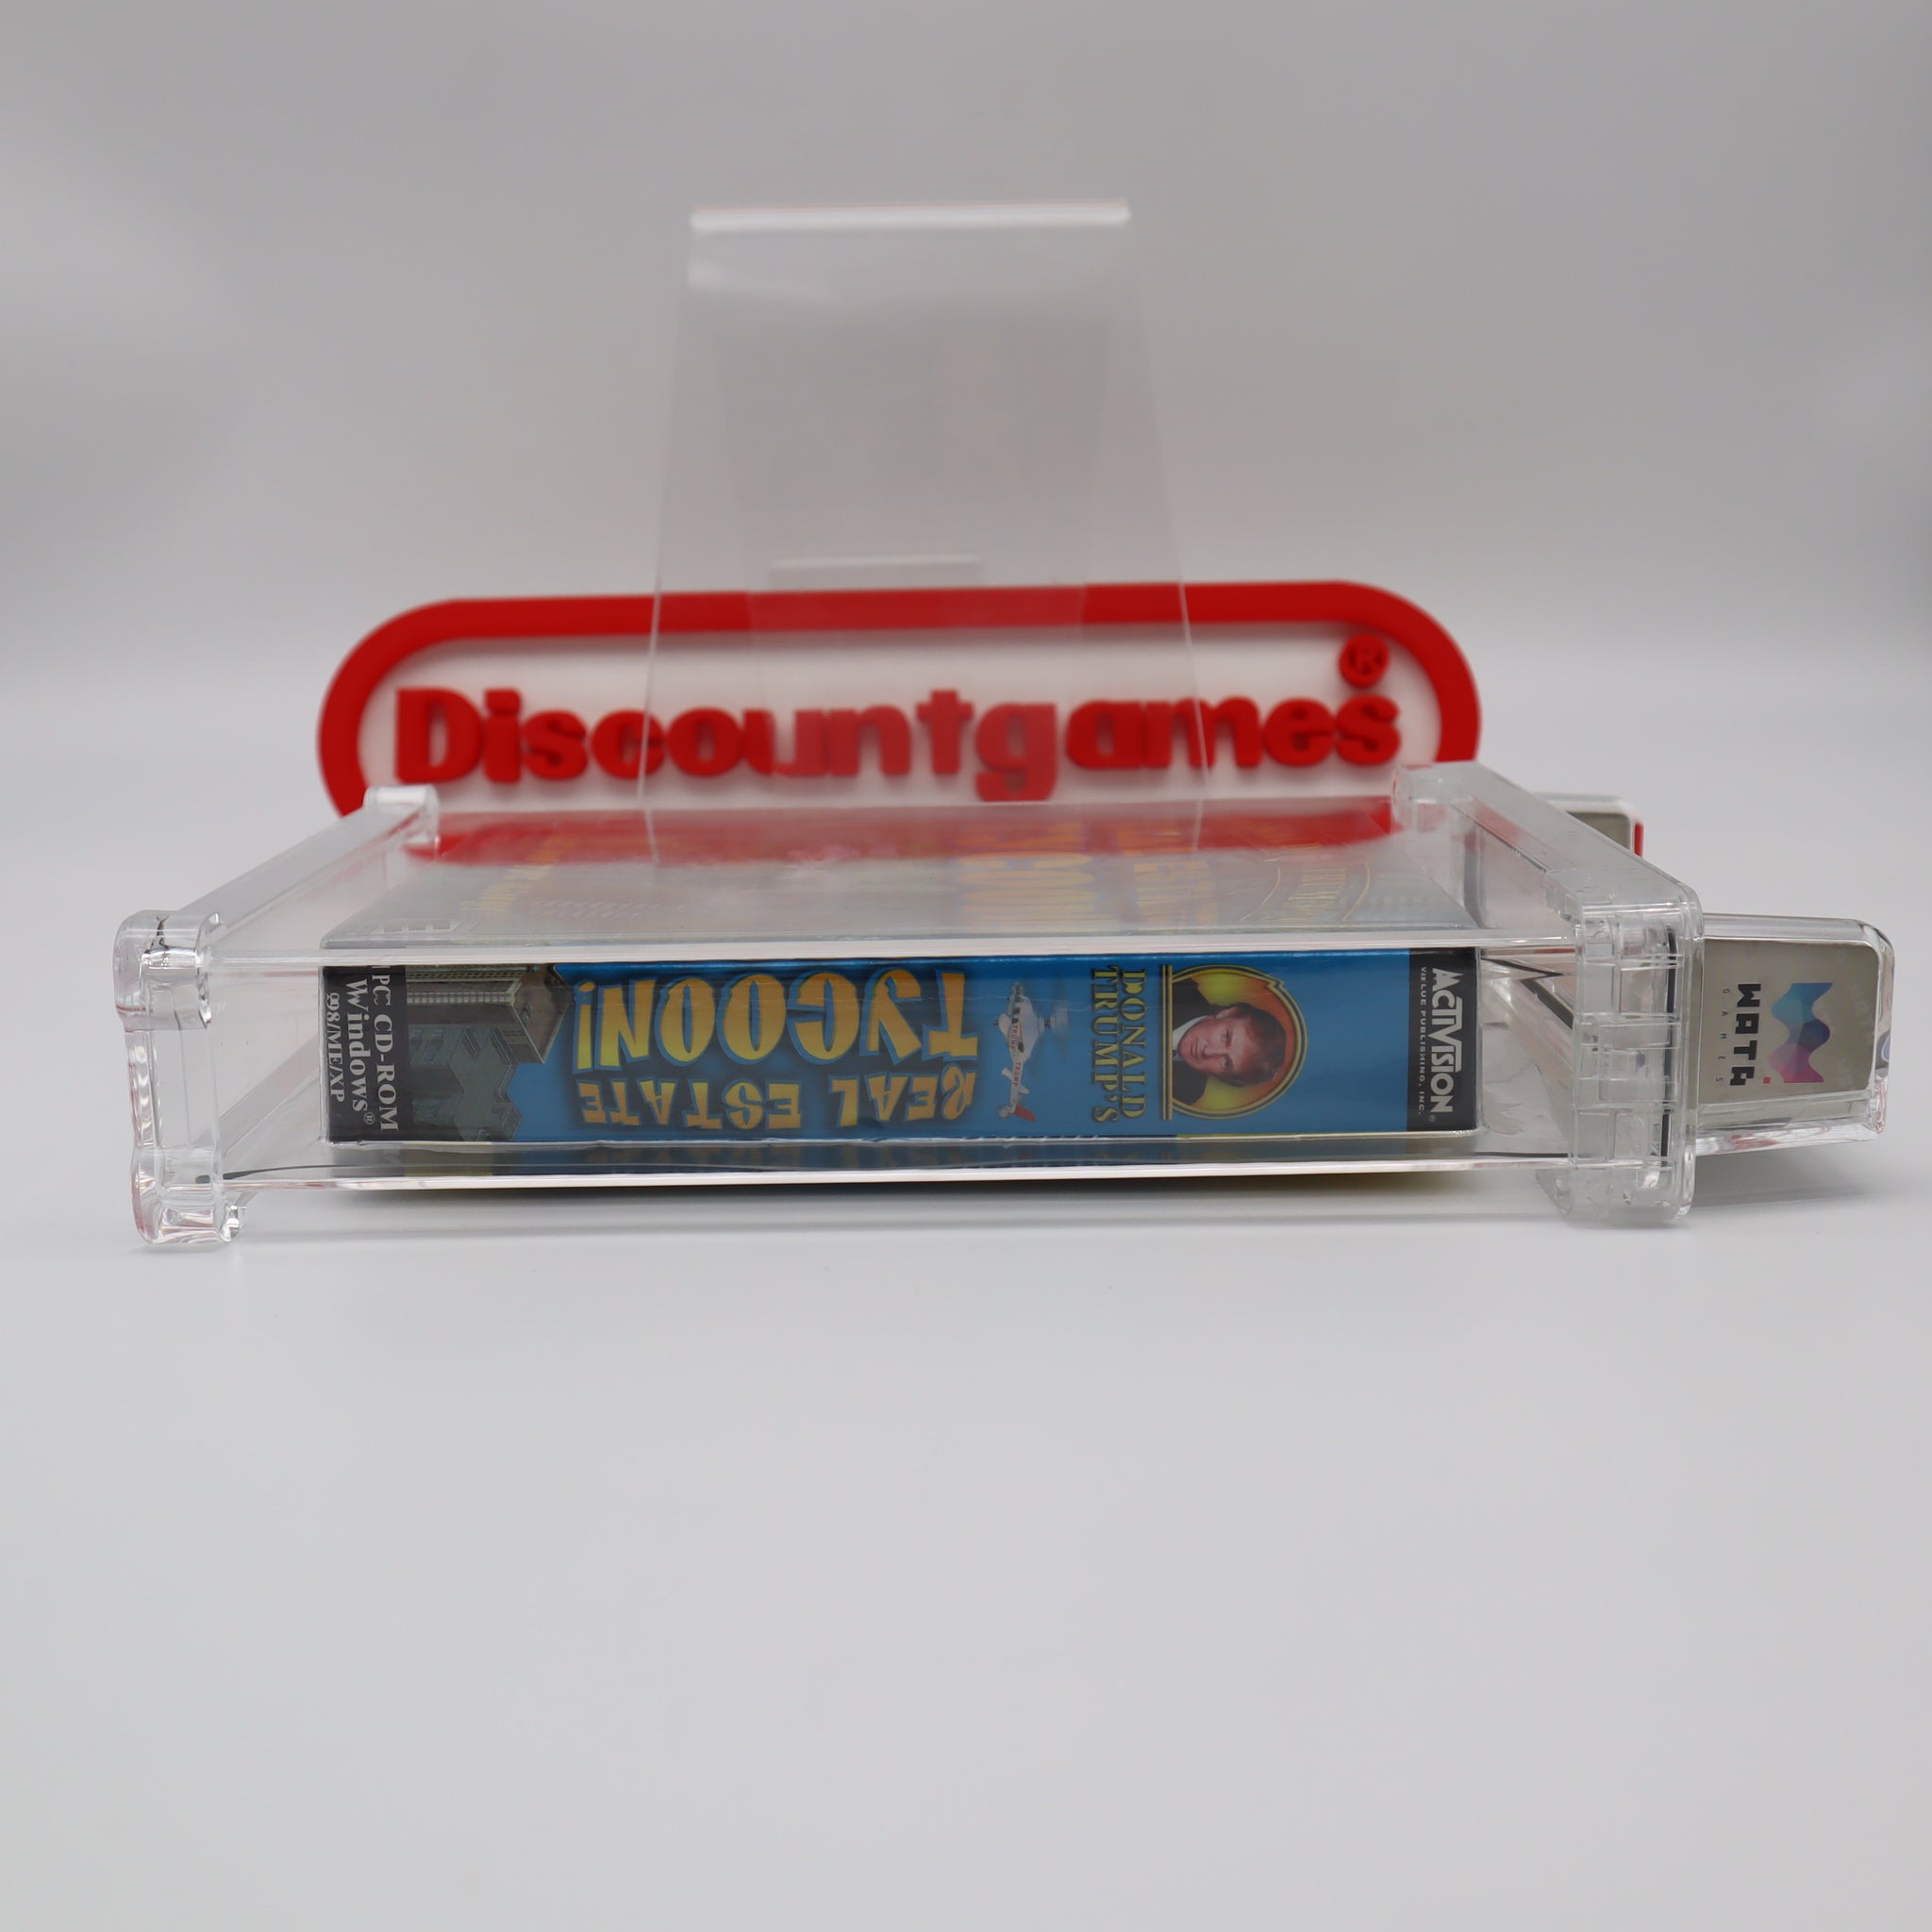 Discountgames®
ACTIVISION®
VALUE PUBLISHING, INC.
DONALD
TRUMP'S
REAL ESTATE
TYCOON!
PC CD-ROM
Windows®
98/ME/XP
WATA
GAMES